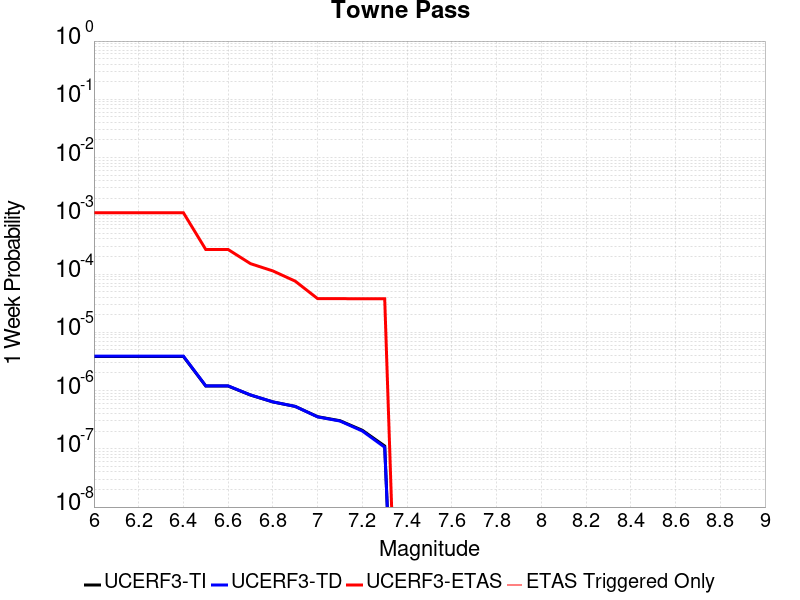 Towne Pass
10^0
10^-1
10^-2
10^-3
10^-4
10^-5
10^-6
10^-7
10^-8
1 Week Probability
6 6.2 6.4 6.6 6.8 7 7.2 7.4 7.6 7.8 8 8.2 8.4 8.6 8.8 9
Magnitude
UCERF3-TI UCERF3-TD UCERF3-ETAS ETAS Triggered Only